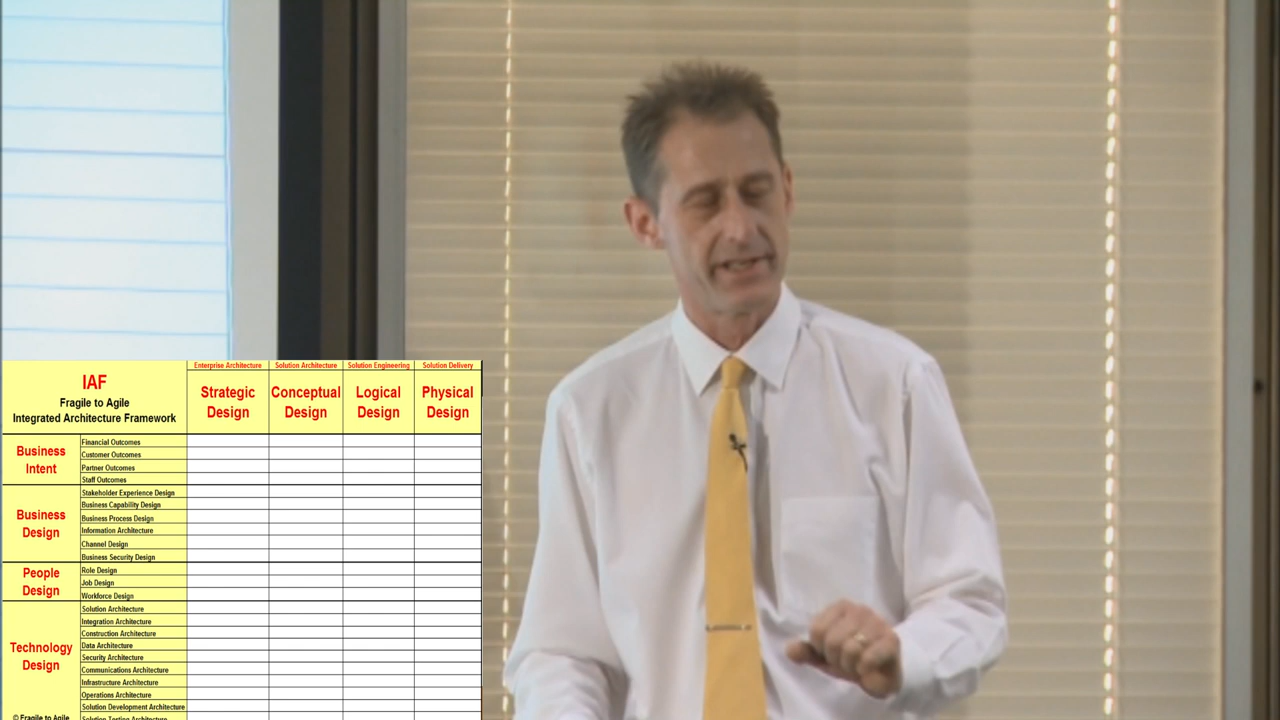 Enterprise Architecture
Solution Architecture
Solution Engineering
Solution Delivery
IAF
Fragile to Agile
Integrated Architecture Framework
Strategic
Design
Conceptual
Design
Logical
Design
Physical
Design
Business
Intent
Financial Outcomes
Customer Outcomes
Partner Outcomes
Staff Outcomes
Business
Design
Stakeholder Experience Design
Business Capability Design
Business Process Design
Information Architecture
Channel Design
Business Security Design
People
Design
Role Design
Job Design
Workforce Design
Technology
Design
Solution Architecture
Integration Architecture
Construction Architecture
Data Architecture
Security Architecture
Communications Architecture
Infrastructure Architecture
Operations Architecture
Solution Development Architecture
Solution Testing Architecture
© Fragile to Agile